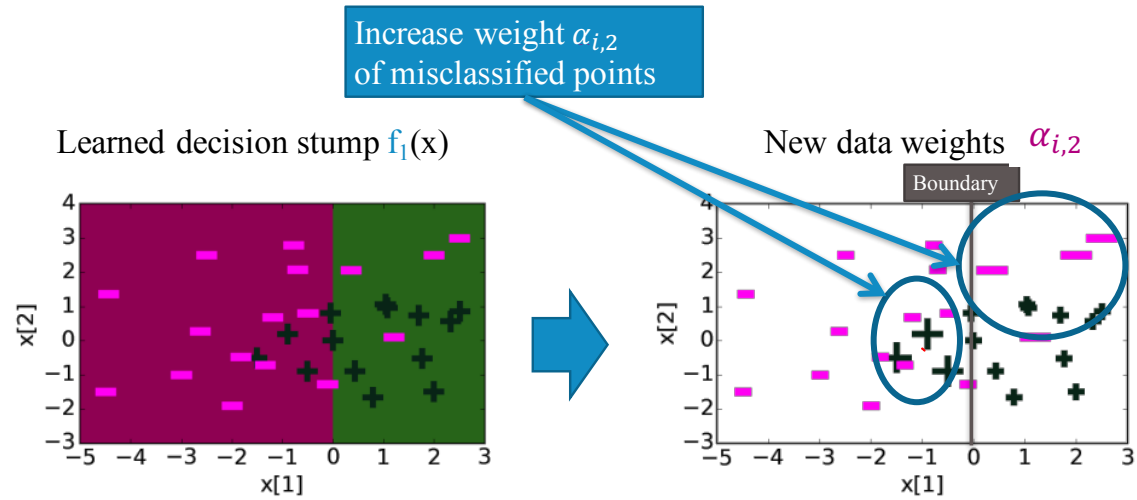 Increase weight α_{i,2}
of misclassified points
Learned decision stump f₁(x)
New data weights α_{i,2}
Boundary
4
3
2
1
0
−1
−2
−3
x[2]
−5 −4 −3 −2 −1 0 1 2 3
x[1]
4
3
2
1
0
−1
−2
−3
x[2]
−5 −4 −3 −2 −1 0 1 2 3
x[1]